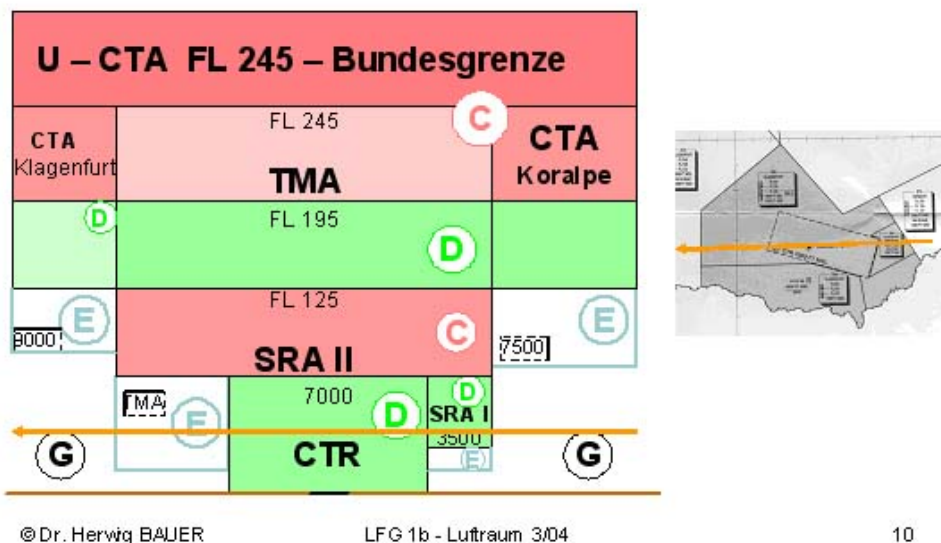 U – CTA FL 245 – Bundesgrenze
CTA
Klagenfurt
FL 245
TMA
C
CTA
Koralpe
D
FL 195
D
E
9000
FL 125
SRA II
C
E
7500
TMA
E
7000
D
CTR
D
SRA I
3500
E
G
G
© Dr. Herwig BAUER
LFG 1b - Luftraum 3/04
10